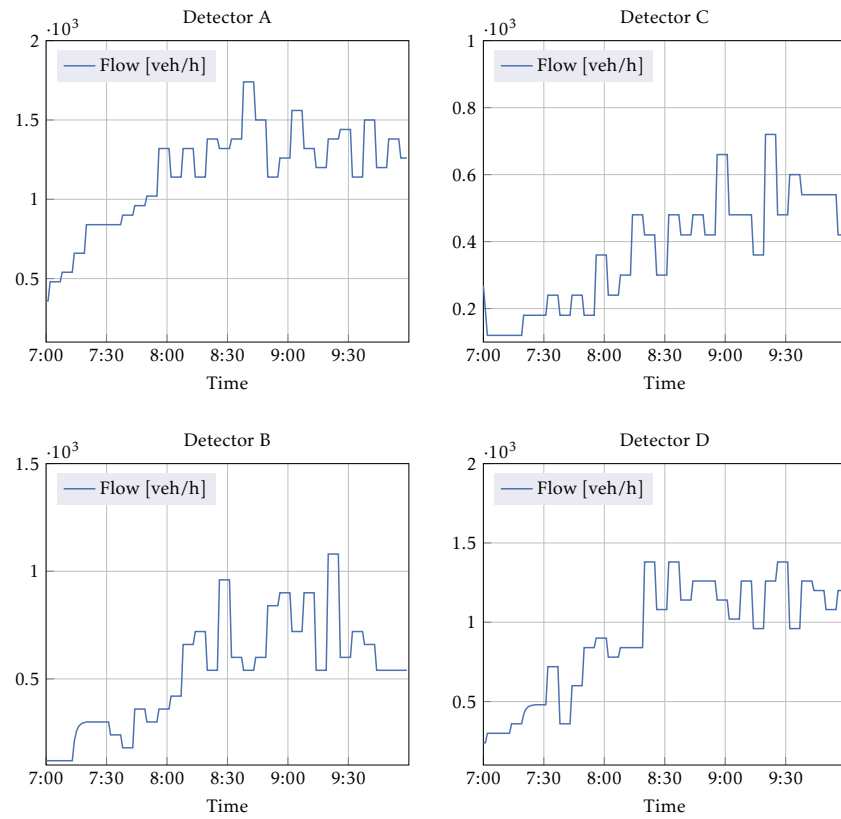 Detector A
·10³
2
1.5
1
0.5
Flow [veh/h]
7:00 7:30 8:00 8:30 9:00 9:30
Time
Detector C
·10³
1
0.8
0.6
0.4
0.2
Flow [veh/h]
7:00 7:30 8:00 8:30 9:00 9:30
Time
Detector B
·10³
1.5
1
0.5
Flow [veh/h]
7:00 7:30 8:00 8:30 9:00 9:30
Time
Detector D
·10³
2
1.5
1
0.5
Flow [veh/h]
7:00 7:30 8:00 8:30 9:00 9:30
Time